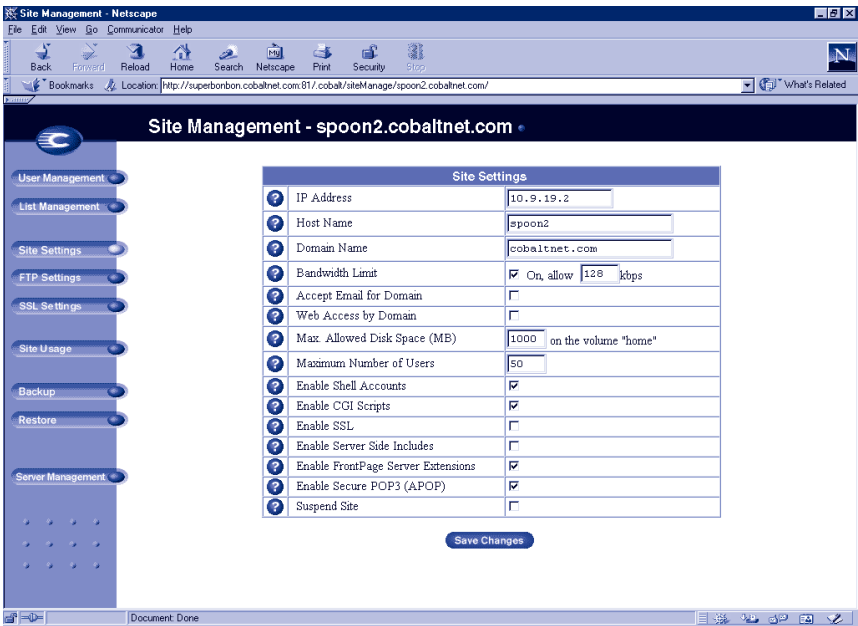 Site Management - Netscape
File Edit View Go Communicator Help
Back Forward Reload Home Search Netscape Print Security Stop
My
N
Bookmarks Location: http://superbonbon.cobaltnet.com:81/.cobalt/siteManage/spoon2.cobaltnet.com/ What's Related
Site Management - spoon2.cobaltnet.com
User Management
List Management
Site Settings
FTP Settings
SSL Settings
Site Usage
Backup
Restore
Server Management
Site Settings
? IP Address 10.9.19.2
? Host Name spoon2
? Domain Name cobaltnet.com
? Bandwidth Limit On, allow 128 kbps
? Accept Email for Domain
? Web Access by Domain
? Max. Allowed Disk Space (MB) 1000 on the volume "home"
? Maximum Number of Users 50
? Enable Shell Accounts
? Enable CGI Scripts
? Enable SSL
? Enable Server Side Includes
? Enable FrontPage Server Extensions
? Enable Secure POP3 (APOP)
? Suspend Site
Save Changes
Document: Done